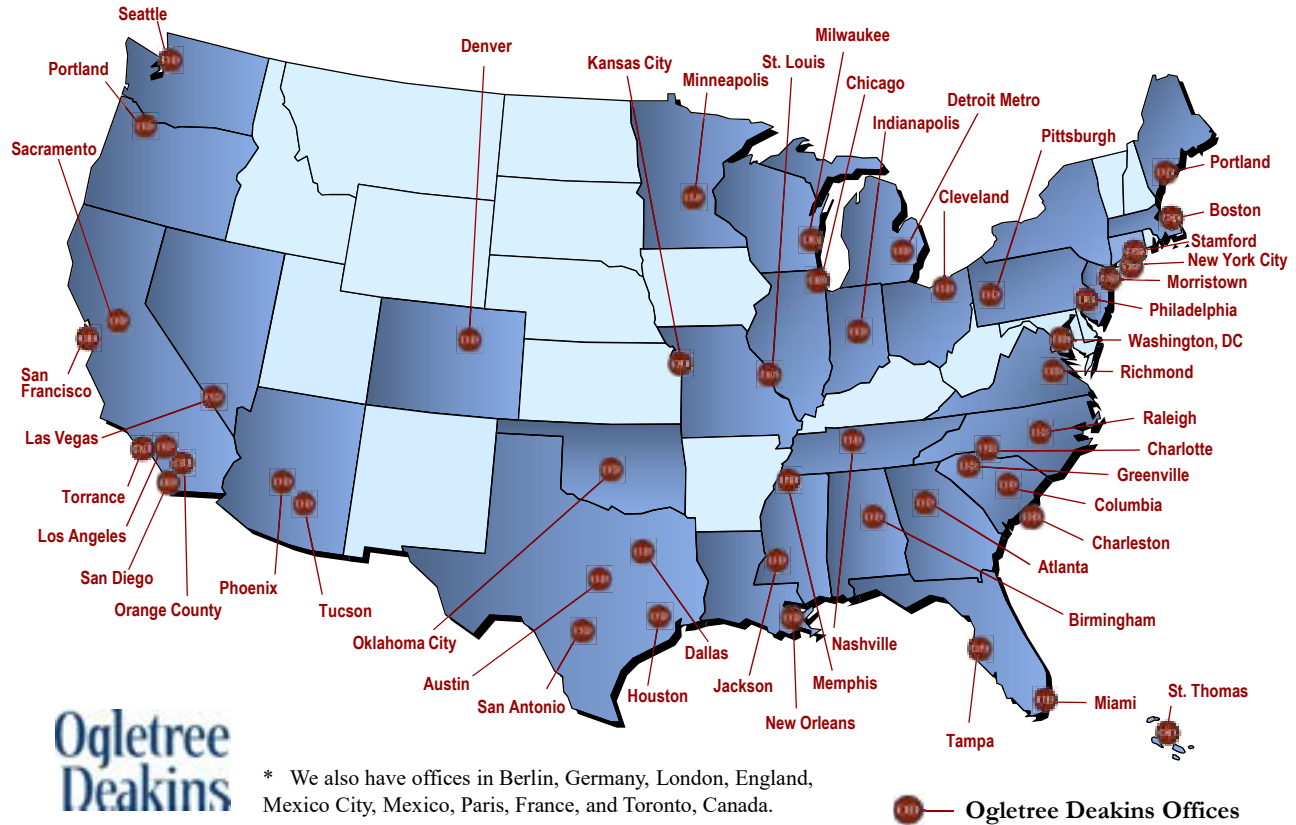 Seattle
Portland
Sacramento
San
Francisco
Las Vegas
Torrance
Los Angeles
San Diego
Orange County
Phoenix
Tucson
Denver
Kansas City
Minneapolis
St. Louis
Milwaukee
Chicago
Indianapolis
Detroit Metro
Cleveland
Pittsburgh
Portland
Boston
Stamford
New York City
Morristown
Philadelphia
Washington, DC
Richmond
Raleigh
Charlotte
Greenville
Columbia
Charleston
Atlanta
Birmingham
Nashville
Memphis
New Orleans
Jackson
Dallas
Houston
San Antonio
Austin
Oklahoma City
Tampa
Miami
St. Thomas
Ogletree
Deakins
* We also have offices in Berlin, Germany, London, England,
Mexico City, Mexico, Paris, France, and Toronto, Canada.
Ogletree Deakins Offices